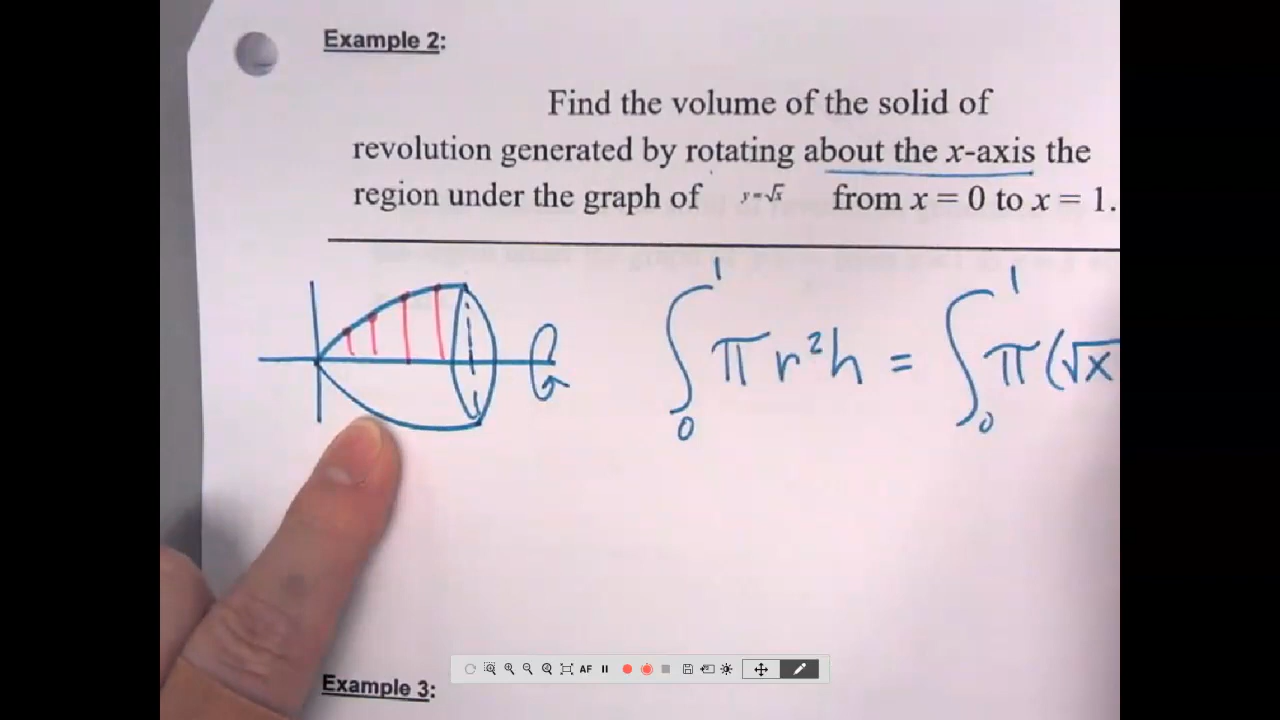 Example 2:
Find the volume of the solid of
revolution generated by rotating about the x-axis the
region under the graph of y=√x from x = 0 to x = 1.
∫₀¹ πr²h = ∫₀¹ π(√x
AF
Example 3: